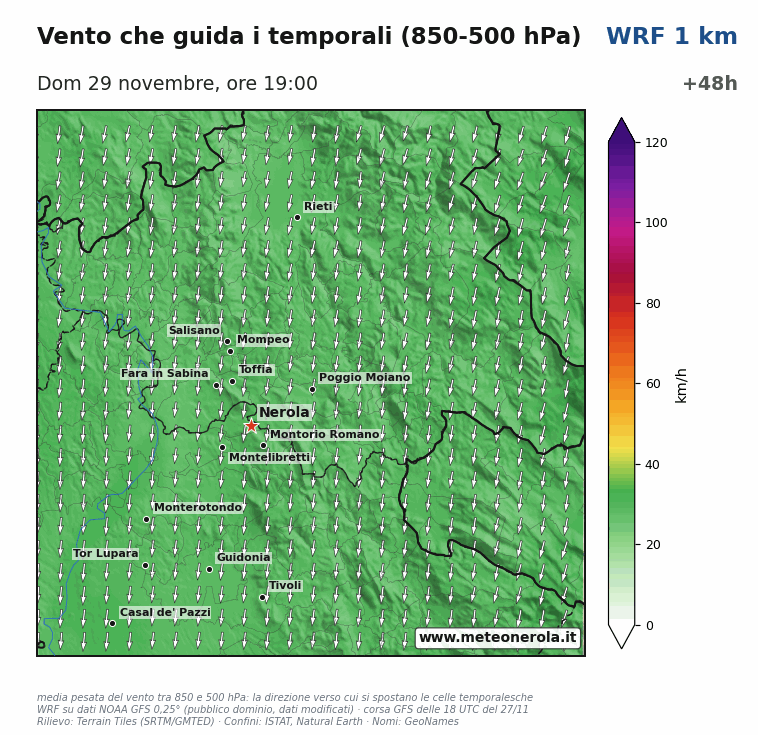 Vento che guida i temporali (850-500 hPa) WRF 1 km
Dom 29 novembre, ore 19:00 +48h
Rieti
Salisano
Mompeo
Toffia
Fara in Sabina
Poggio Moiano
Nerola
Montorio Romano
Montelibretti
Monterotondo
Tor Lupara
Guidonia
Tivoli
Casal de' Pazzi
www.meteonerola.it
120
100
80
60
40
20
0
km/h
media pesata del vento tra 850 e 500 hPa: la direzione verso cui si spostano le celle temporalesche
WRF su dati NOAA GFS 0,25° (pubblico dominio, dati modificati) · corsa GFS delle 18 UTC del 27/11
Rilievo: Terrain Tiles (SRTM/GMTED) · Confini: ISTAT, Natural Earth · Nomi: GeoNames